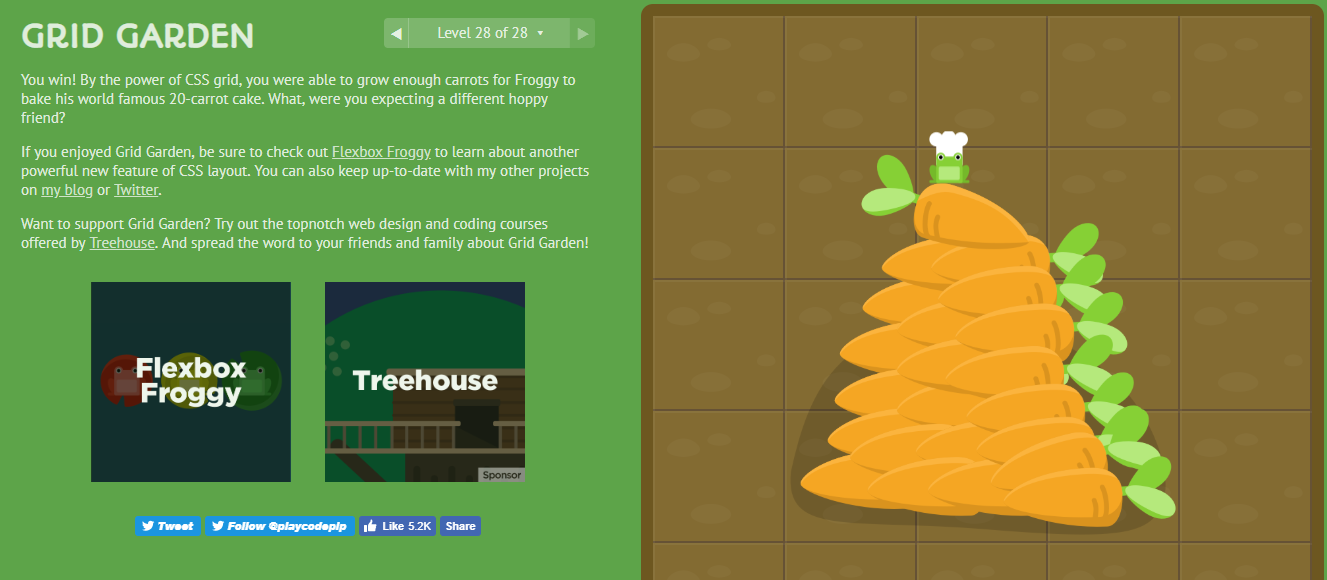 GRID GARDEN
◀ Level 28 of 28 ▾ ▶
You win! By the power of CSS grid, you were able to grow enough carrots for Froggy to
bake his world famous 20-carrot cake. What, were you expecting a different hoppy
friend?
If you enjoyed Grid Garden, be sure to check out Flexbox Froggy to learn about another
powerful new feature of CSS layout. You can also keep up-to-date with my other projects
on my blog or Twitter.
Want to support Grid Garden? Try out the topnotch web design and coding courses
offered by Treehouse. And spread the word to your friends and family about Grid Garden!
Flexbox
Froggy
Treehouse
Sponsor
Tweet
Follow @playcodeplp
Like 5.2K
Share